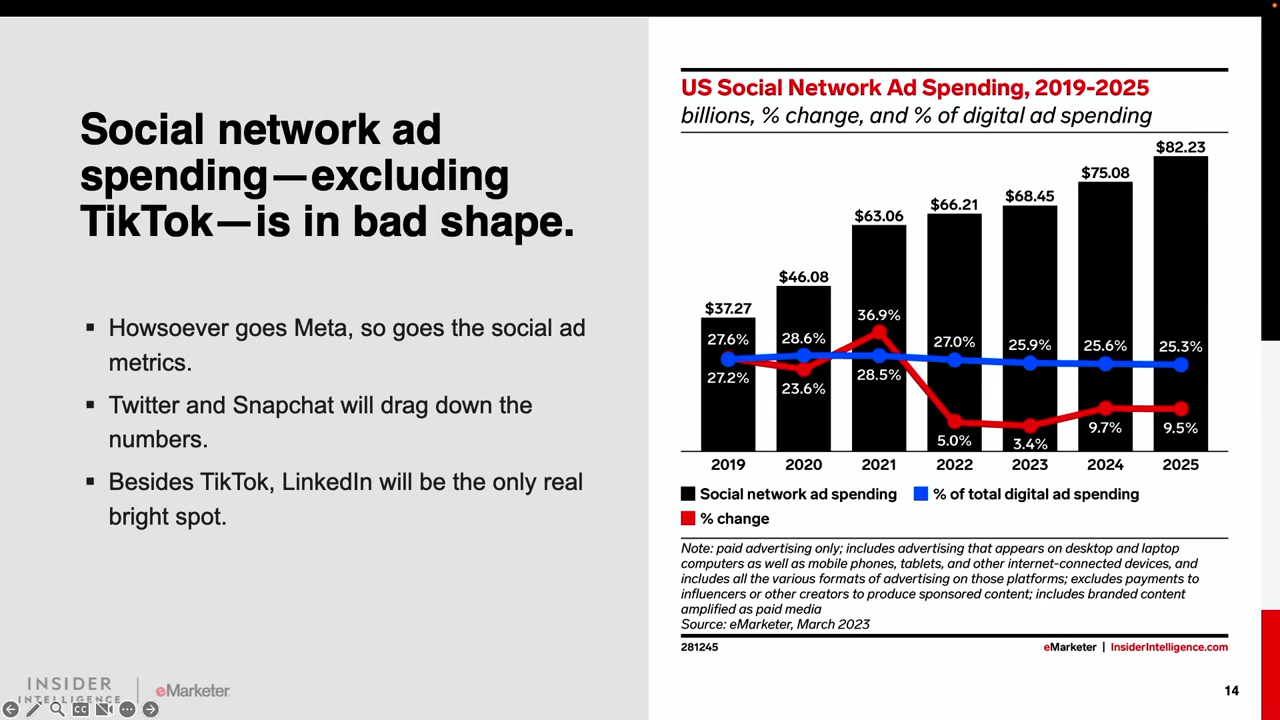 Social network ad
spending—excluding
TikTok—is in bad shape.
▪ Howsoever goes Meta, so goes the social ad
metrics.
▪ Twitter and Snapchat will drag down the
numbers.
▪ Besides TikTok, LinkedIn will be the only real
bright spot.
INSIDER
INTELLIGENCE
eMarketer
CC
US Social Network Ad Spending, 2019-2025
billions, % change, and % of digital ad spending
$37.27 $46.08 $63.06 $66.21 $68.45 $75.08 $82.23
27.6% 28.6% 36.9% 27.0% 25.9% 25.6% 25.3%
27.2% 23.6% 28.5% 5.0% 3.4% 9.7% 9.5%
2019 2020 2021 2022 2023 2024 2025
Social network ad spending % of total digital ad spending
% change
Note: paid advertising only; includes advertising that appears on desktop and laptop
computers as well as mobile phones, tablets, and other internet-connected devices, and
includes all the various formats of advertising on those platforms; excludes payments to
influencers or other creators to produce sponsored content; includes branded content
amplified as paid media
Source: eMarketer, March 2023
281245 eMarketer | InsiderIntelligence.com
14